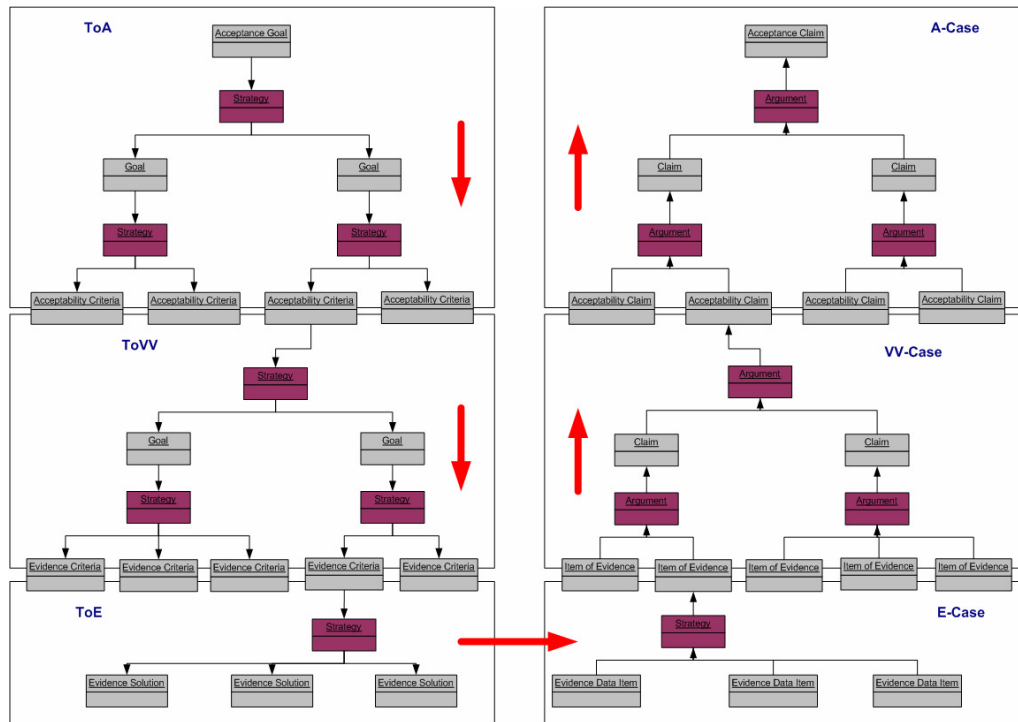 ToA
Acceptance Goal
Strategy
Goal
Goal
Strategy
Strategy
Acceptability Criteria
Acceptability Criteria
Acceptability Criteria
Acceptability Criteria
ToVV
Strategy
Goal
Goal
Strategy
Strategy
Evidence Criteria
Evidence Criteria
Evidence Criteria
Evidence Criteria
Evidence Criteria
ToE
Strategy
Evidence Solution
Evidence Solution
Evidence Solution
A-Case
Acceptance Claim
Argument
Claim
Claim
Argument
Argument
Acceptability Claim
Acceptability Claim
Acceptability Claim
Acceptability Claim
VV-Case
Argument
Claim
Claim
Argument
Argument
Item of Evidence
Item of Evidence
Item of Evidence
Item of Evidence
Item of Evidence
E-Case
Strategy
Evidence Data Item
Evidence Data Item
Evidence Data Item